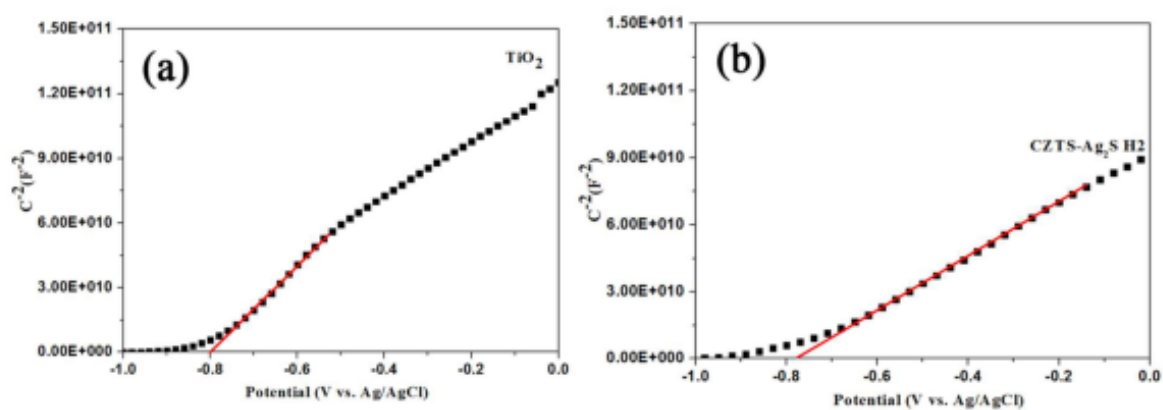 (a)
TiO2
1.50E+011
1.20E+011
9.00E+010
6.00E+010
3.00E+010
0.00E+000
C-2(F-2)
-1.0 -0.8 -0.6 -0.4 -0.2 0.0
Potential (V vs. Ag/AgCl)
(b)
CZTS-Ag2S H2
1.50E+011
1.20E+011
9.00E+010
6.00E+010
3.00E+010
0.00E+000
C-2(F-2)
-1.0 -0.8 -0.6 -0.4 -0.2 0.0
Potential (V vs. Ag/AgCl)